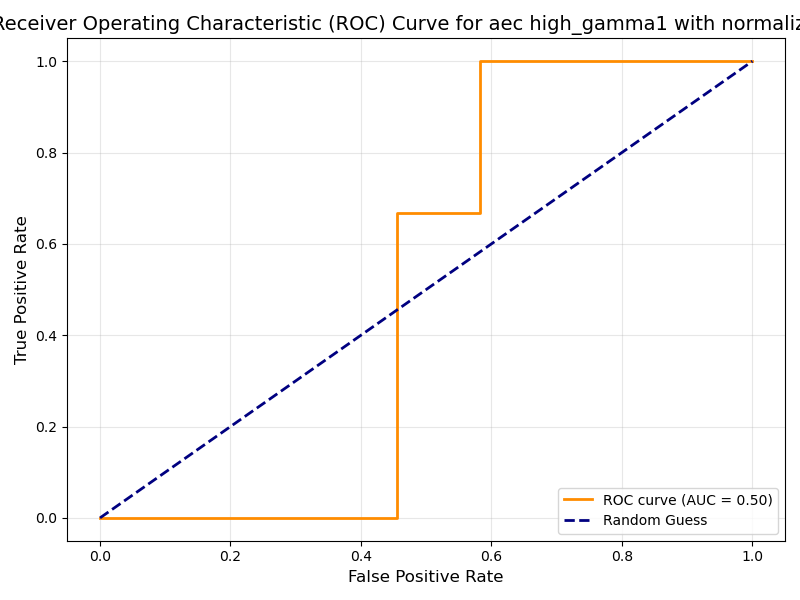 Receiver Operating Characteristic (ROC) Curve for aec high_gamma1 with
1.0
0.8
0.6
0.4
0.2
0.0
True Positive Rate
0.0 0.2 0.4 0.6 0.8 1.0
False Positive Rate
ROC curve (AUC = 0.50)
Random Guess